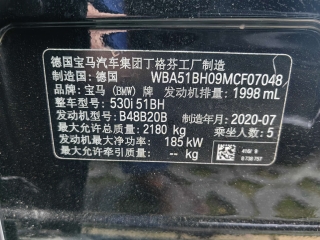 德国宝马汽车集团丁格芬工厂制造
制造国: 德国 WBA51BH09MCF07048
品牌: 宝马 (BMW) 牌 发动机排量: 1998 mL
整车型号: 530i 51BH
发动机型号: B48B20B 制造年月: 2020-07
最大允许总质量: 2180 kg 乘坐人数: 5
发动机最大净功率: 185 kW
最大允许牵引质量: -- kg